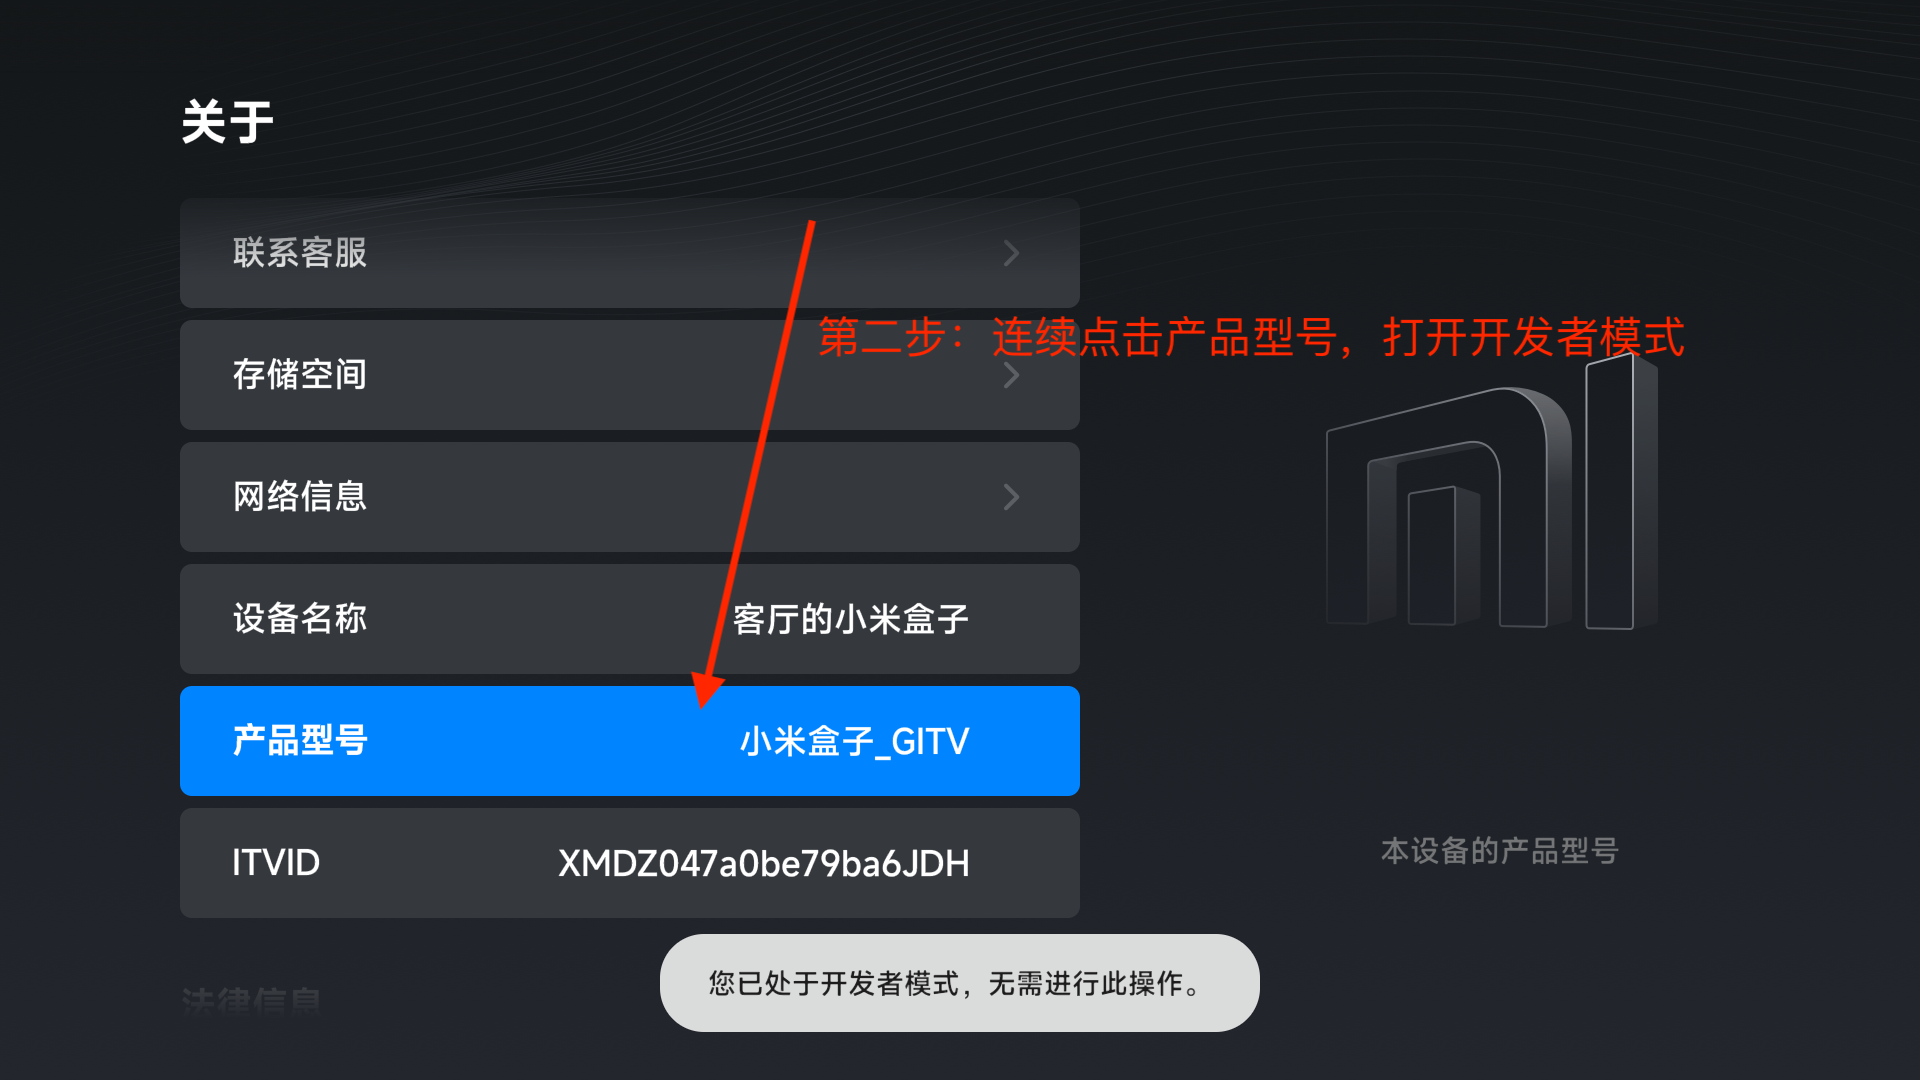 关于
联系客服
第二步：连续点击产品型号，打开开发者模式
存储空间
网络信息
设备名称 客厅的小米盒子
产品型号 小米盒子_GITV
ITVID XMDZ047a0be79ba6JDH
本设备的产品型号
您已处于开发者模式，无需进行此操作。
法律信息